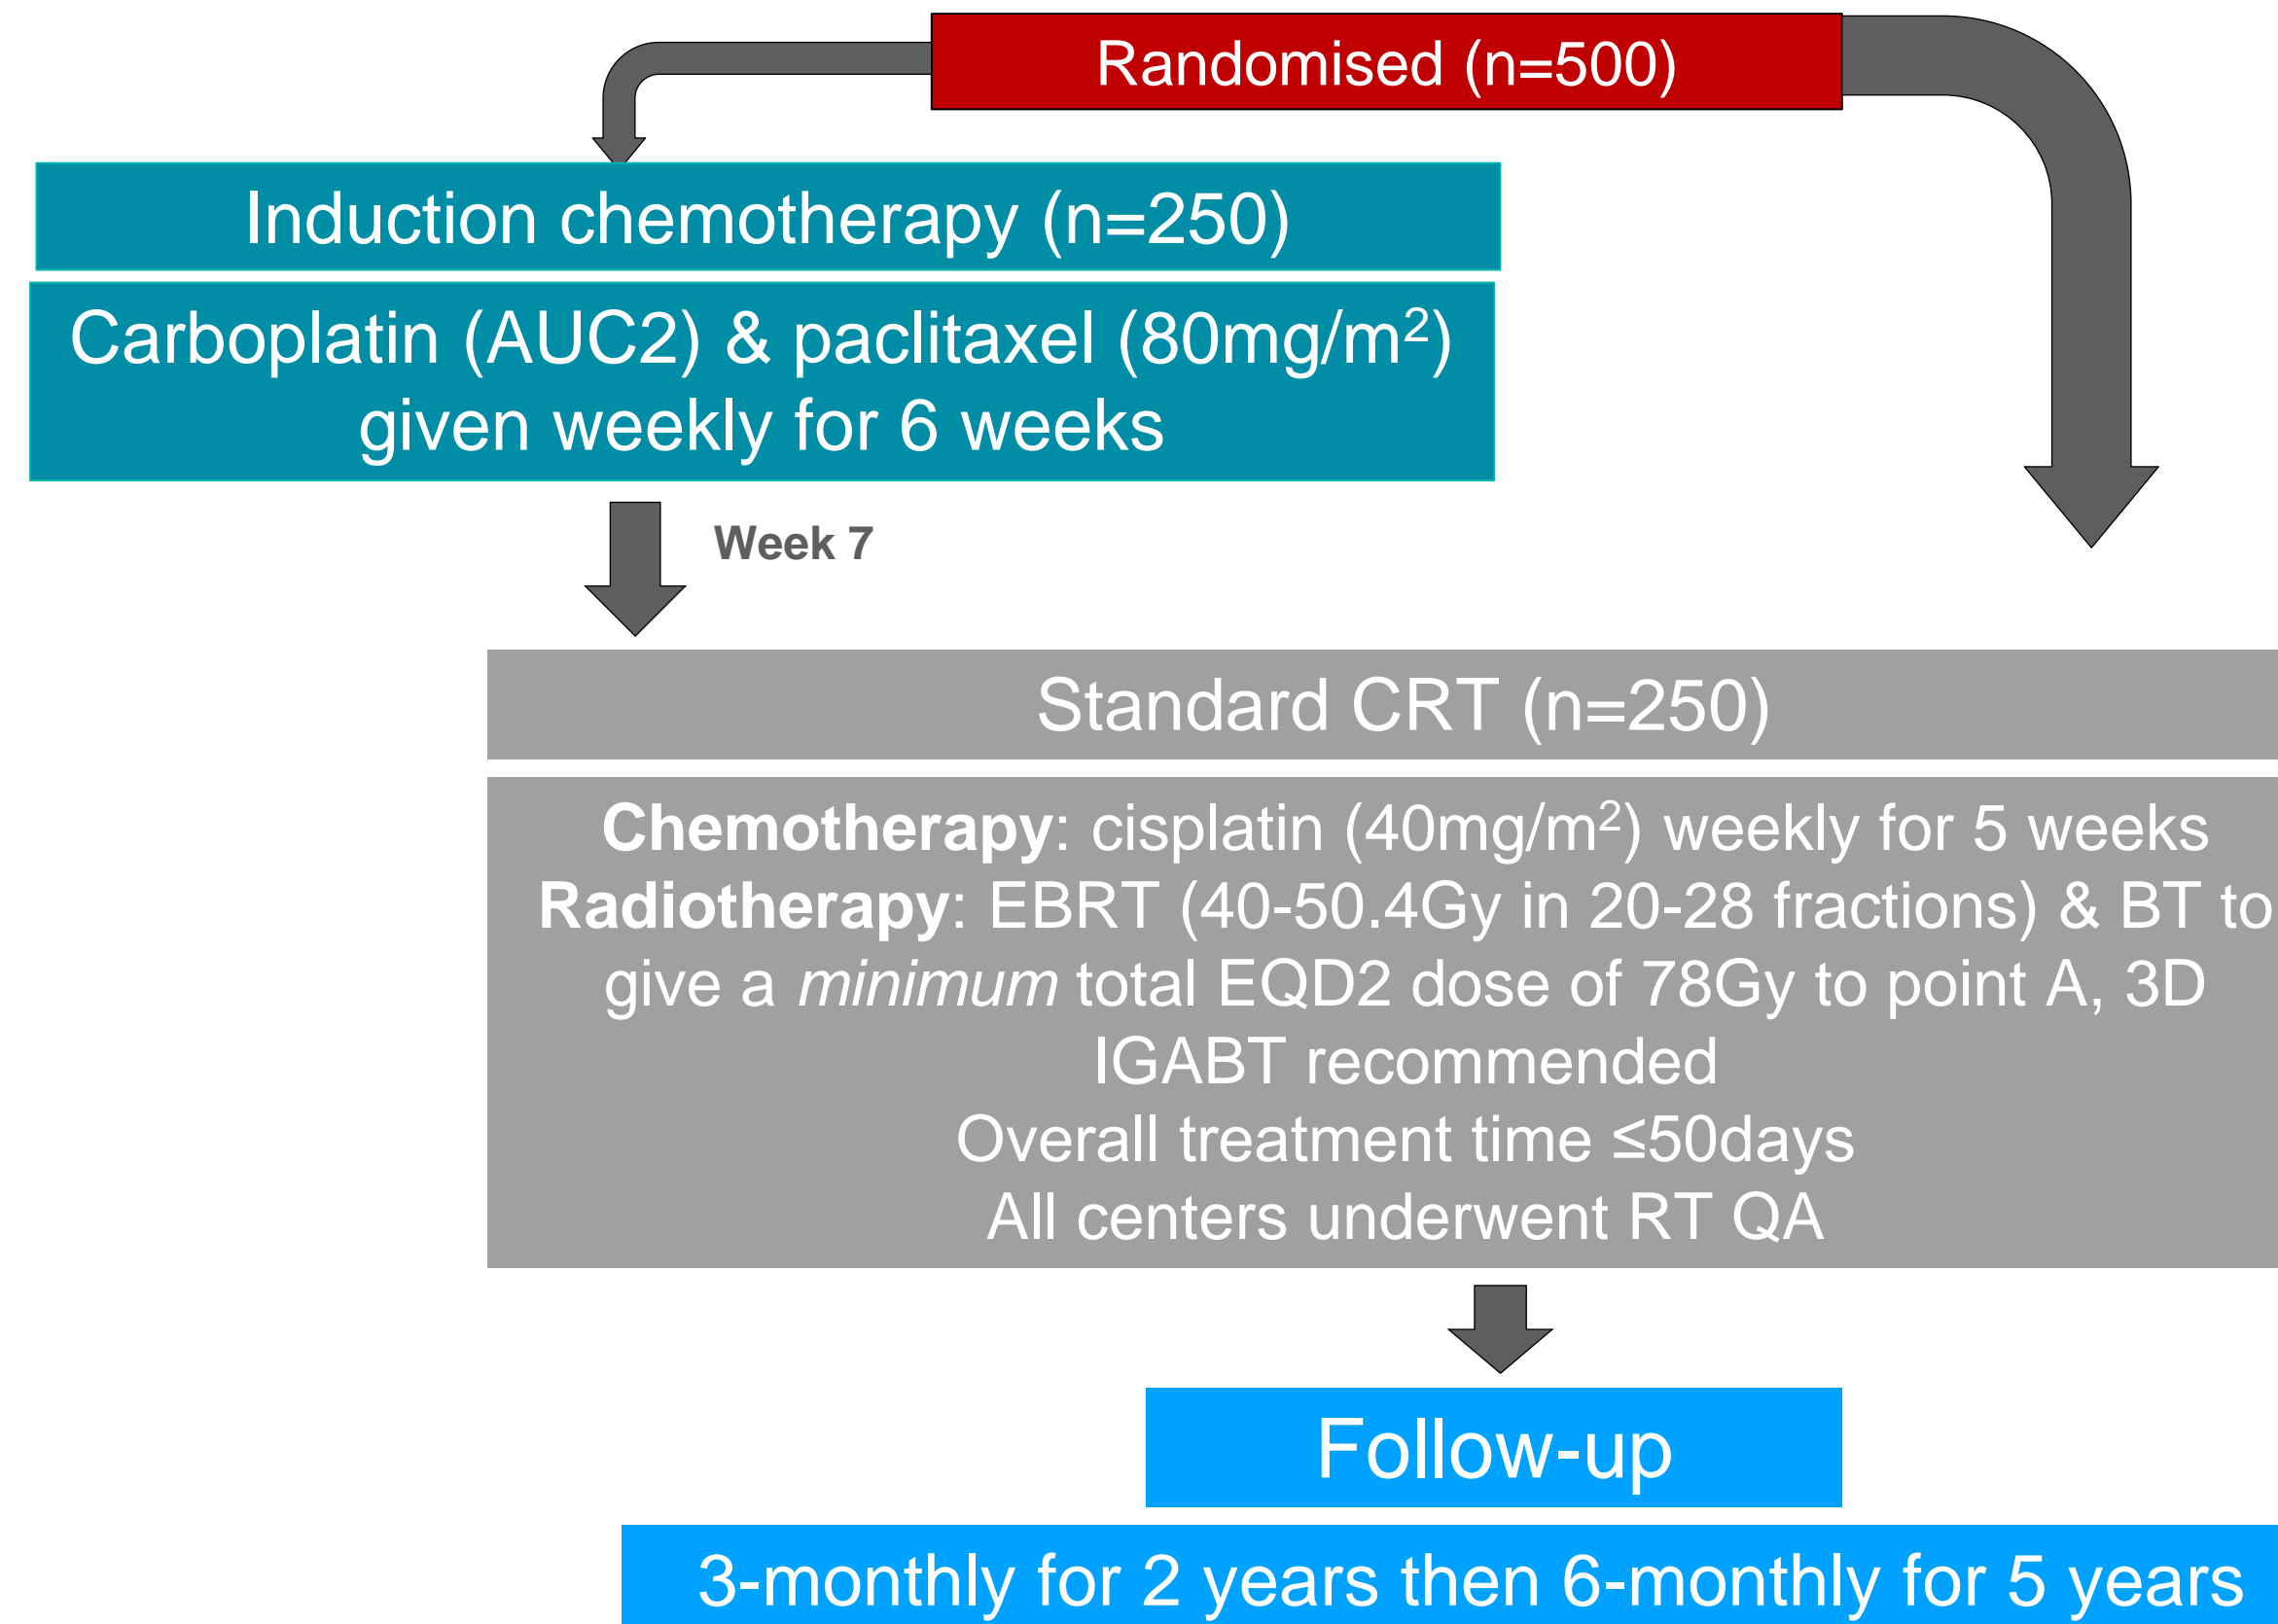 Randomised (n=500)
Induction chemotherapy (n=250)
Carboplatin (AUC2) & paclitaxel (80mg/m²)
given weekly for 6 weeks
Week 7
Standard CRT (n=250)
Chemotherapy: cisplatin (40mg/m²) weekly for 5 weeks
Radiotherapy: EBRT (40-50.4Gy in 20-28 fractions) & BT to
give a minimum total EQD2 dose of 78Gy to point A, 3D
IGABT recommended
Overall treatment time ≤50days
All centers underwent RT QA
Follow-up
3-monthly for 2 years then 6-monthly for 5 years